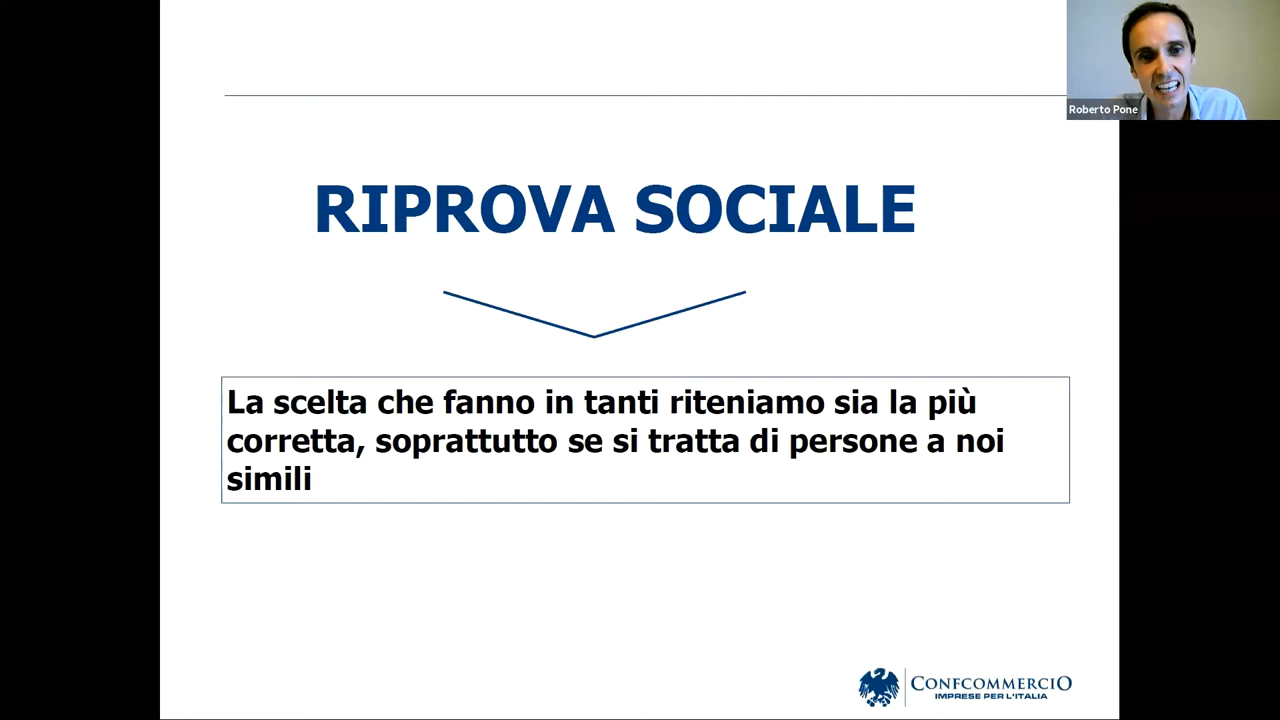 Roberto Pone
RIPROVA SOCIALE
La scelta che fanno in tanti riteniamo sia la più
corretta, soprattutto se si tratta di persone a noi
simili
CONFCOMMERCIO
IMPRESE PER L'ITALIA